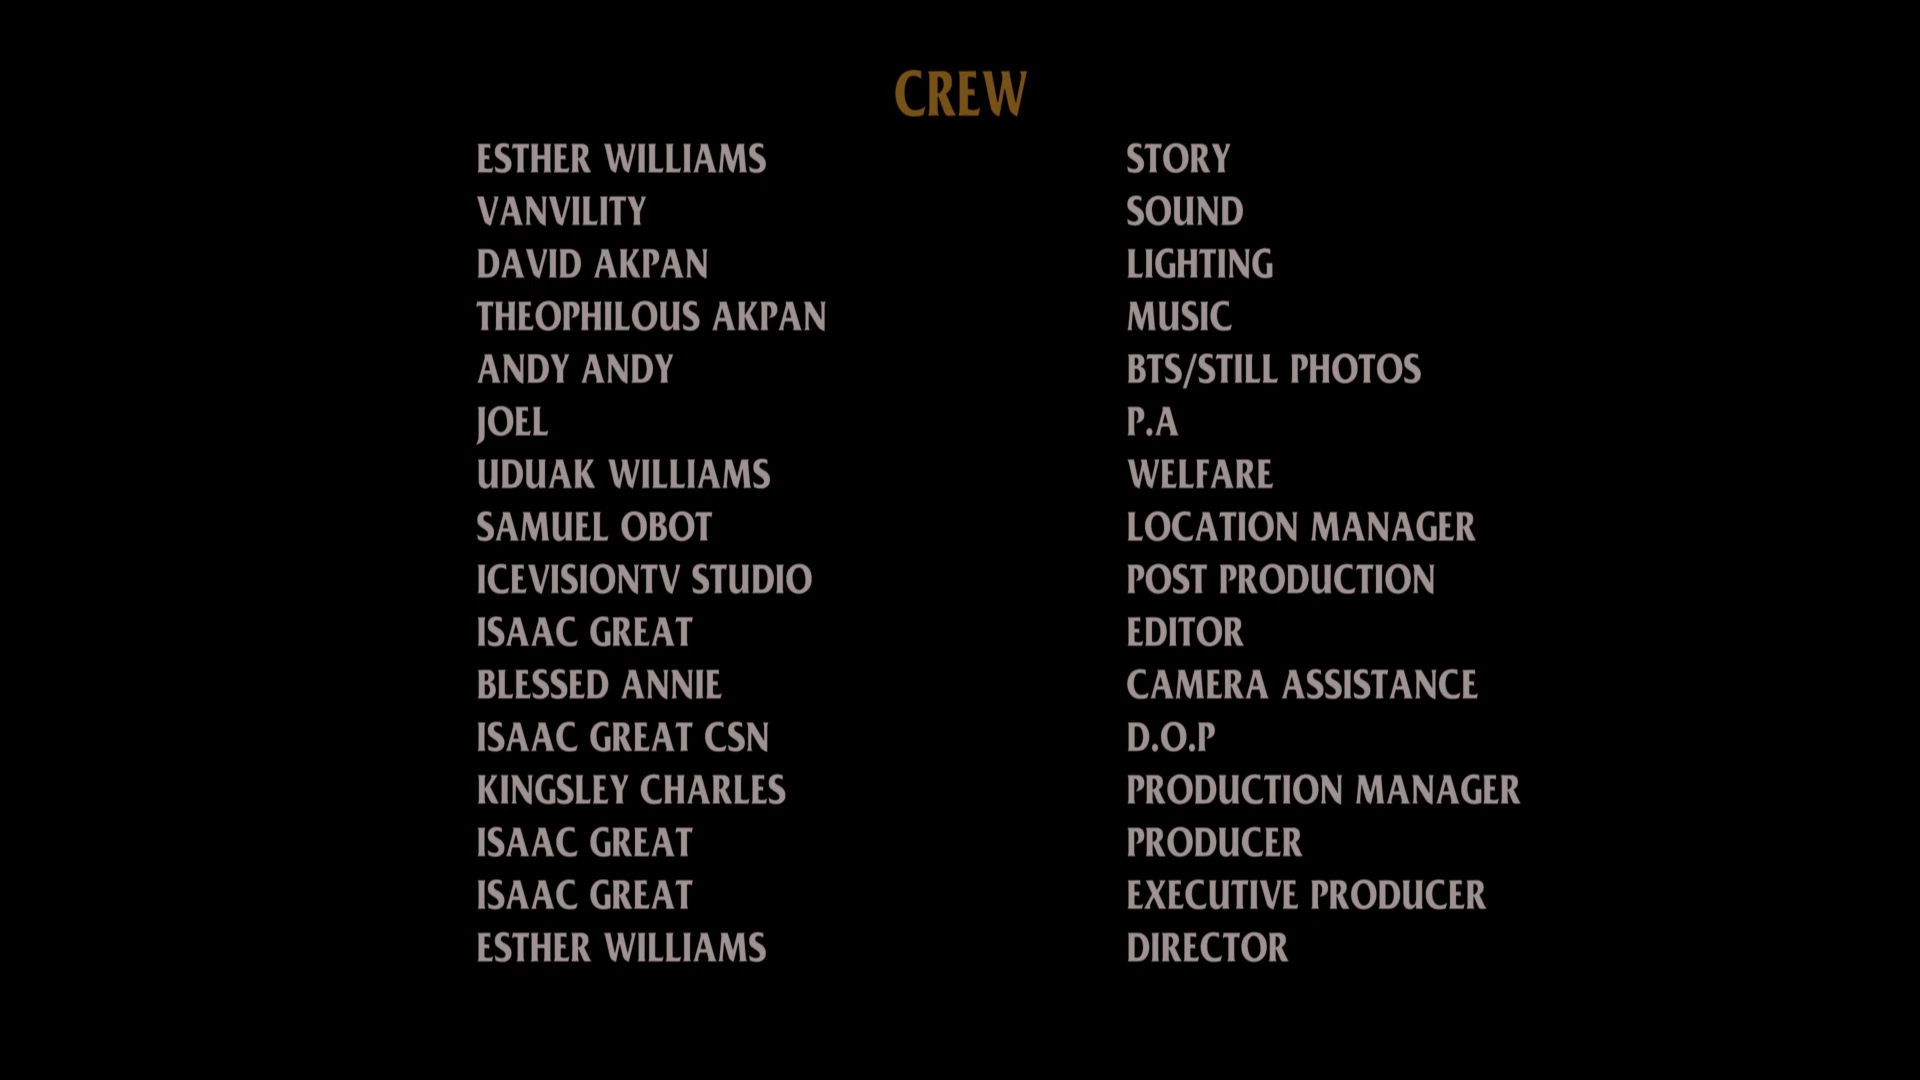 CREW
ESTHER WILLIAMS STORY
VANVILITY SOUND
DAVID AKPAN LIGHTING
THEOPHILOUS AKPAN MUSIC
ANDY ANDY BTS/STILL PHOTOS
JOEL P.A
UDUAK WILLIAMS WELFARE
SAMUEL OBOT LOCATION MANAGER
ICEVISIONTV STUDIO POST PRODUCTION
ISAAC GREAT EDITOR
BLESSED ANNIE CAMERA ASSISTANCE
ISAAC GREAT CSN D.O.P
KINGSLEY CHARLES PRODUCTION MANAGER
ISAAC GREAT PRODUCER
ISAAC GREAT EXECUTIVE PRODUCER
ESTHER WILLIAMS DIRECTOR